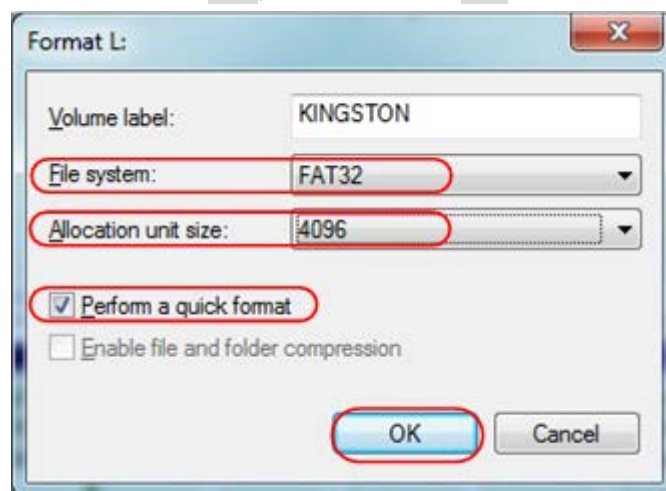 Format L:
Volume label: KINGSTON
File system: FAT32
Allocation unit size: 4096
Perform a quick format
Enable file and folder compression
OK Cancel